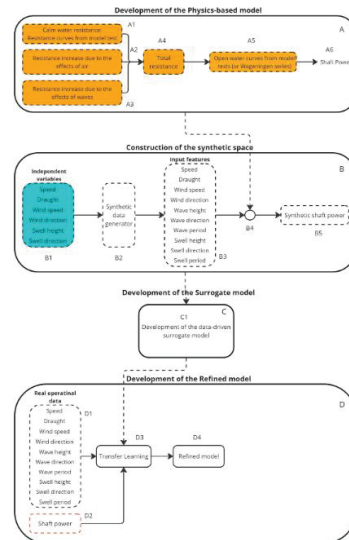 Development of the Physics-based model
A
A1
Calm water resistance:
Resistance curves from model test
A2
Resistance increase due to the
effects of air
A3
Resistance increase due to the
effects of waves
A4
Total
resistance
A5
Open water curves from model
tests (or Wageningen series)
A6
Shaft Power
Construction of the synthetic space
B
Independent
variables
Speed
Draught
Wind speed
Wind direction
Swell height
Swell direction
B1
Synthetic
data
generator
B2
Input features
Speed
Draught
Wind speed
Wind direction
Wave height
Wave direction
Wave period
Swell height
Swell direction
Swell period
B3
B4
Synthetic shaft power
B5
Development of the Surrogate model
C
C1
Development of the data-driven
surrogate model
Development of the Refined model
D
Real operational
data
D1
Speed
Draught
Wind speed
Wind direction
Wave height
Wave direction
Wave period
Swell height
Swell direction
Swell period
D2
Shaft power
D3
Transfer Learning
D4
Refined model